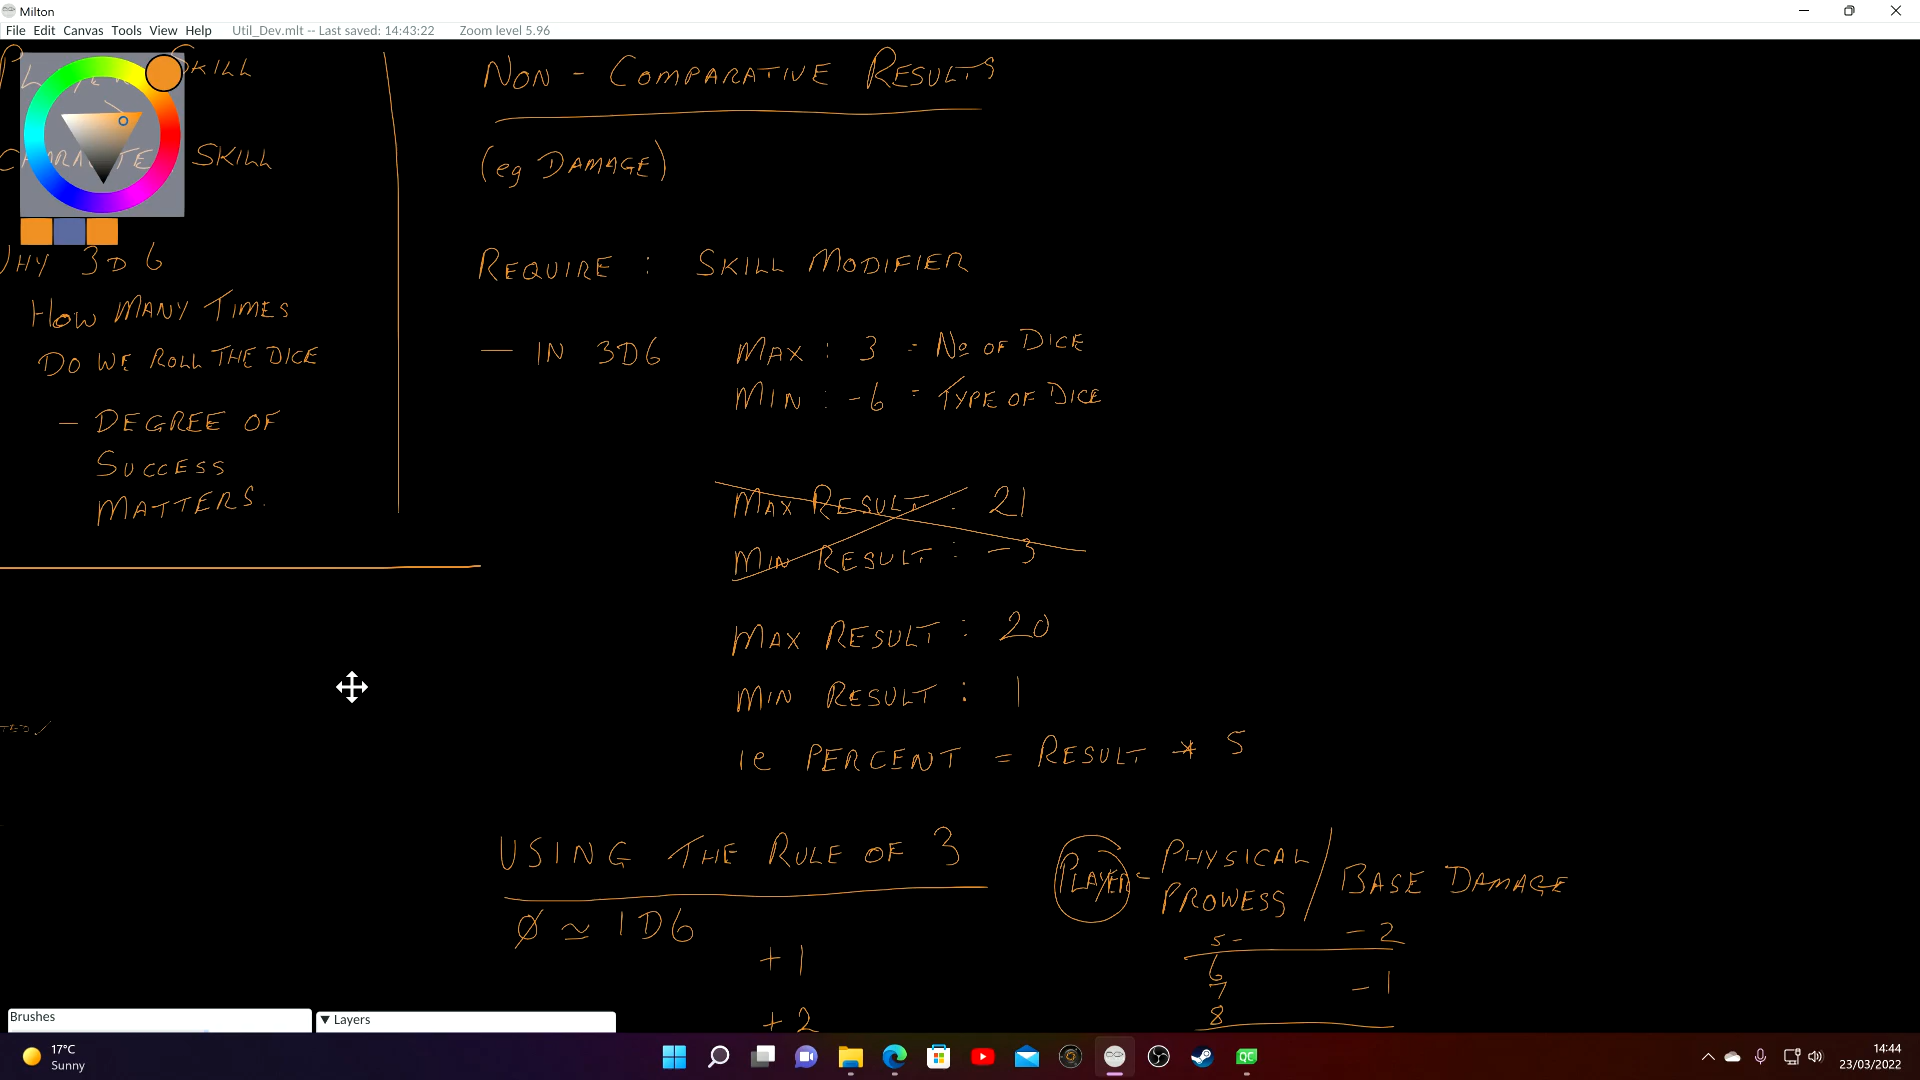 Milton
File Edit Canvas Tools View Help Util_Dev.mlt -- Last saved: 14:43:22 Zoom level 5.96
SKILL
SKILL
WHY 3D6
HOW MANY TIMES
DO WE ROLL THE DICE
— DEGREE OF
SUCCESS
MATTERS.
NON - COMPARATIVE RESULTS
(eg DAMAGE)
REQUIRE : SKILL MODIFIER
— IN 3D6 MAX : 3 = No OF DICE
MIN : -6 = TYPE OF DICE
MAX RESULT : 21
MIN RESULT : -3
MAX RESULT : 20
MIN RESULT : 1
ie PERCENT = RESULT * 5
USING THE RULE OF 3
Ø ≃ 1D6
+1
+2
PLAYER - PHYSICAL PROWESS / BASE DAMAGE
5- -2
6
7 -1
8
Brushes
Layers
17°C
Sunny
14:44
23/03/2022